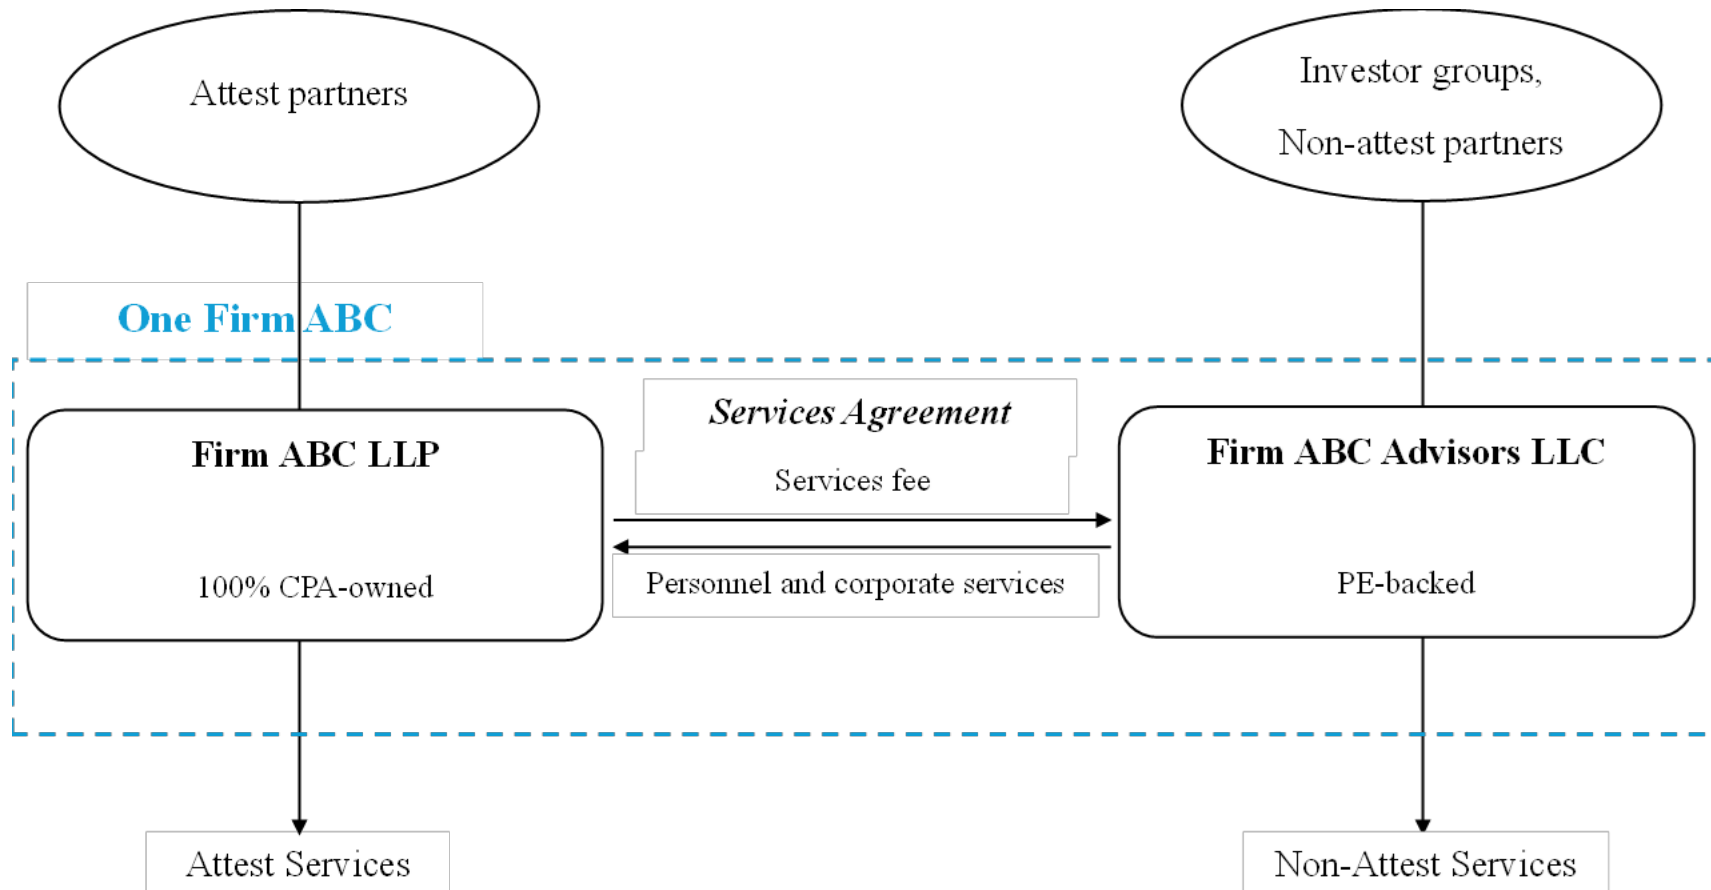 Attest partners
Investor groups,
Non-attest partners
One Firm ABC
Services Agreement
Services fee
Firm ABC LLP
100% CPA-owned
Firm ABC Advisors LLC
PE-backed
Personnel and corporate services
Attest Services
Non-Attest Services